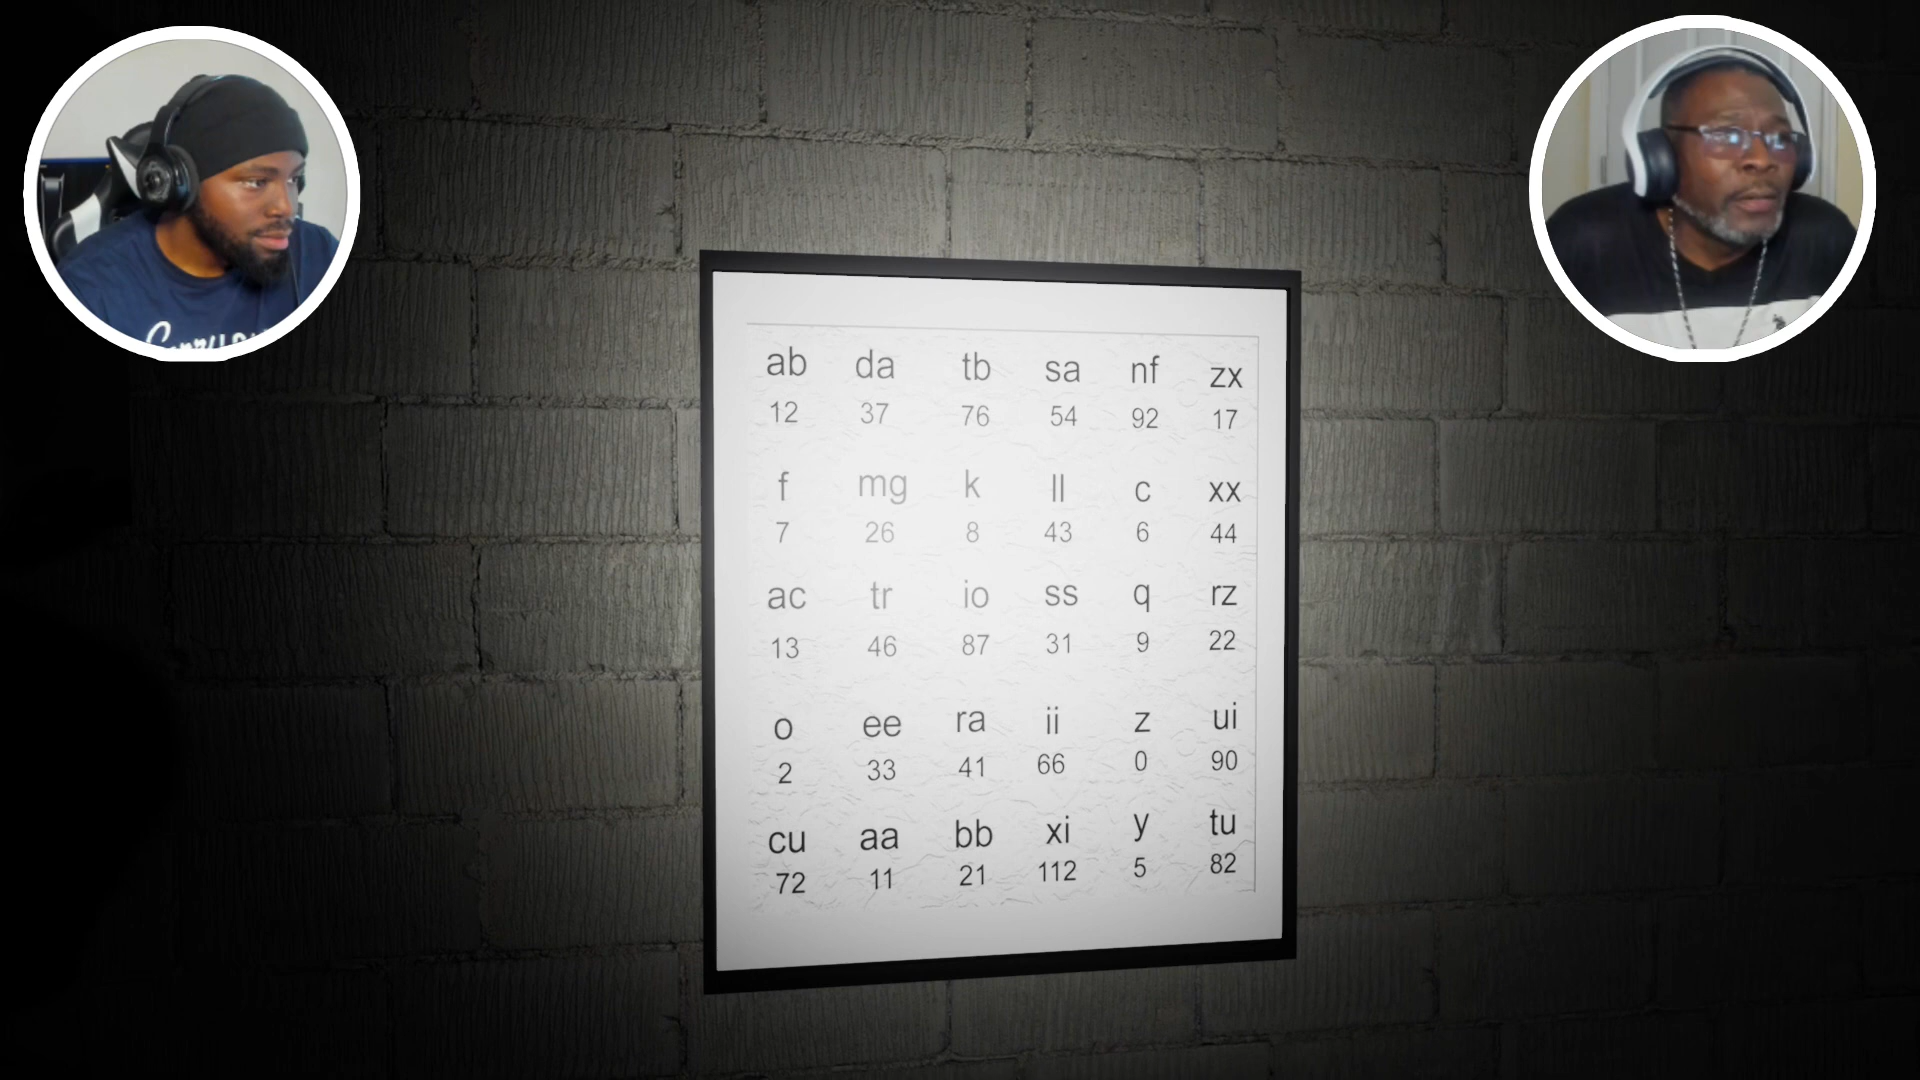 ab da tb sa nf zx
12 37 76 54 92 17
f mg k ll c xx
7 26 8 43 6 44
ac tr io ss q rz
13 46 87 31 9 22
o ee ra ii z ui
2 33 41 66 0 90
cu aa bb xi y tu
72 11 21 112 5 82